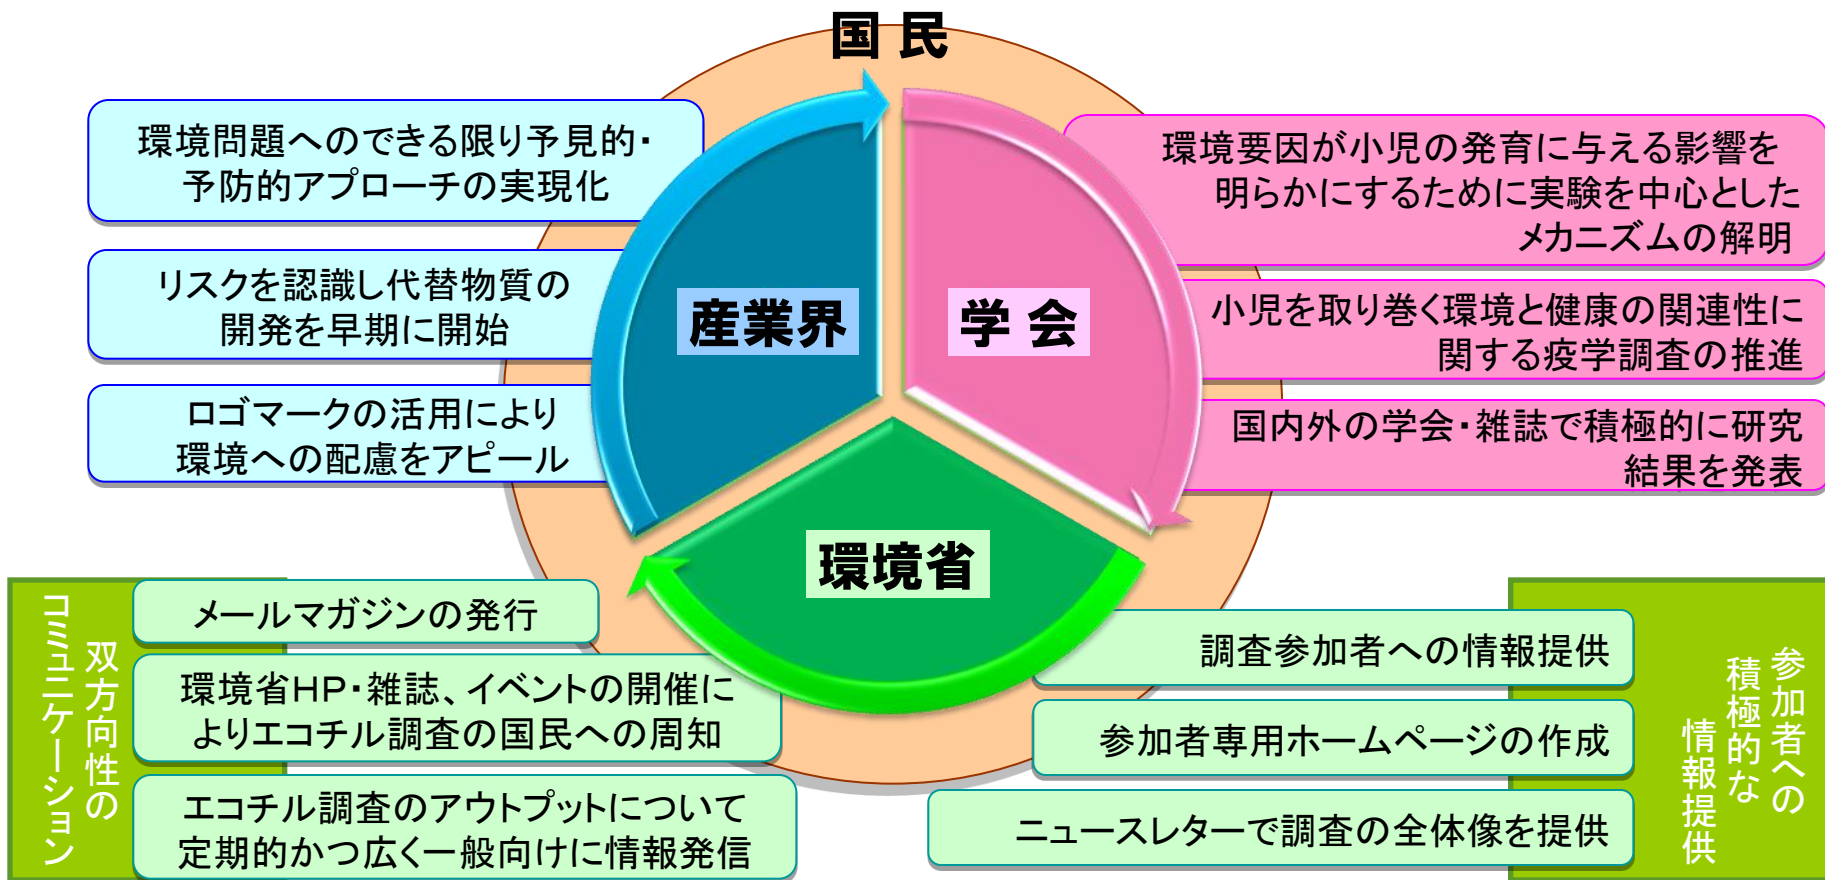 国 民
環境問題へのできる限り予見的・
予防的アプローチの実現化
リスクを認識し代替物質の
開発を早期に開始
ロゴマークの活用により
環境への配慮をアピール
産業界
学 会
環境要因が小児の発育に与える影響を
明らかにするために実験を中心とした
メカニズムの解明
小児を取り巻く環境と健康の関連性に
関する疫学調査の推進
国内外の学会・雑誌で積極的に研究
結果を発表
環境省
双方向性の
コミュニケーション
メールマガジンの発行
環境省HP・雑誌、イベントの開催に
よりエコチル調査の国民への周知
エコチル調査のアウトプットについて
定期的かつ広く一般向けに情報発信
調査参加者への情報提供
参加者専用ホームページの作成
ニュースレターで調査の全体像を提供
参加者への
積極的な
情報提供